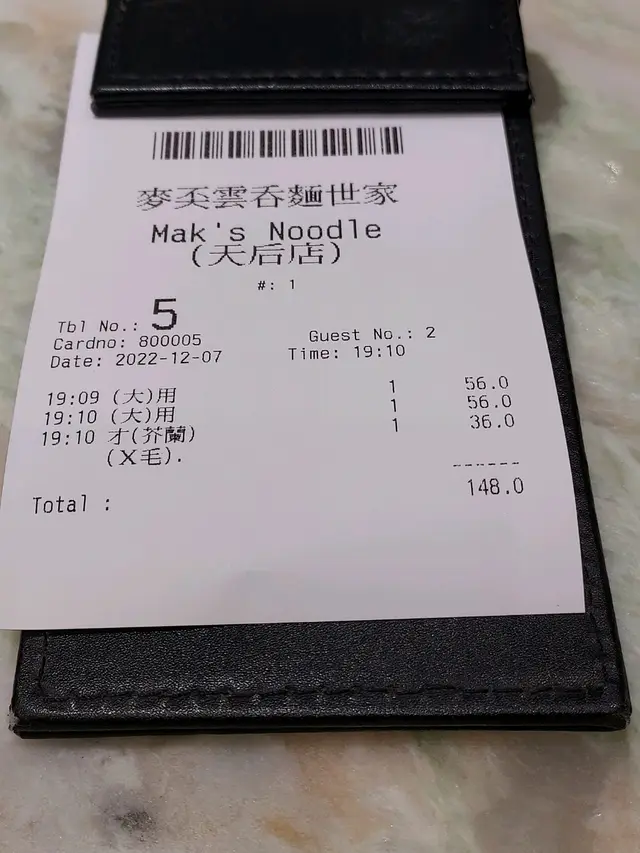 麥奀雲吞麵世家
Mak's Noodle
(天后店)
#: 1
Tbl No.: 5 Guest No.: 2
Cardno: 800005
Date: 2022-12-07 Time: 19:10
19:09 (大)用 1 56.0
19:10 (大)用 1 56.0
19:10 才(芥蘭) 1 36.0
(X毛).
------
Total : 148.0